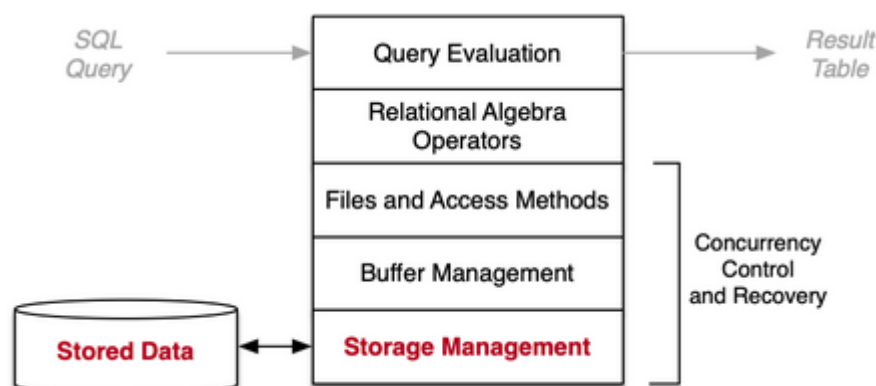 SQL
Query
Query Evaluation
Result
Table
Relational Algebra
Operators
Files and Access Methods
Buffer Management
Concurrency
Control
and Recovery
Stored Data
Storage Management